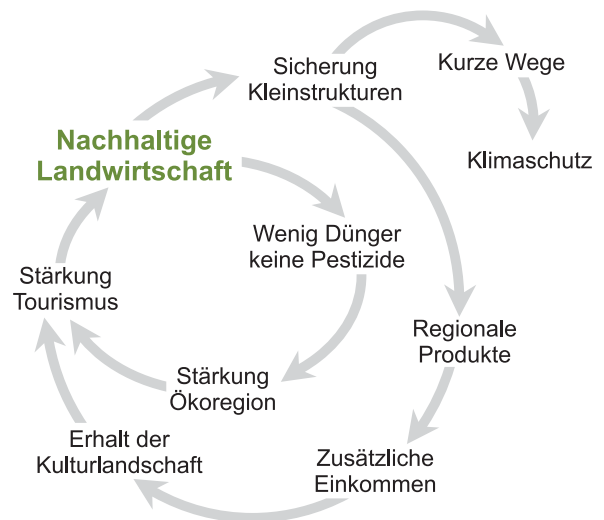 Sicherung
Kleinstrukturen
Kurze Wege
Klimaschutz
Nachhaltige
Landwirtschaft
Wenig Dünger
keine Pestizide
Stärkung
Tourismus
Regionale
Produkte
Stärkung
Ökoregion
Erhalt der
Kulturlandschaft
Zusätzliche
Einkommen